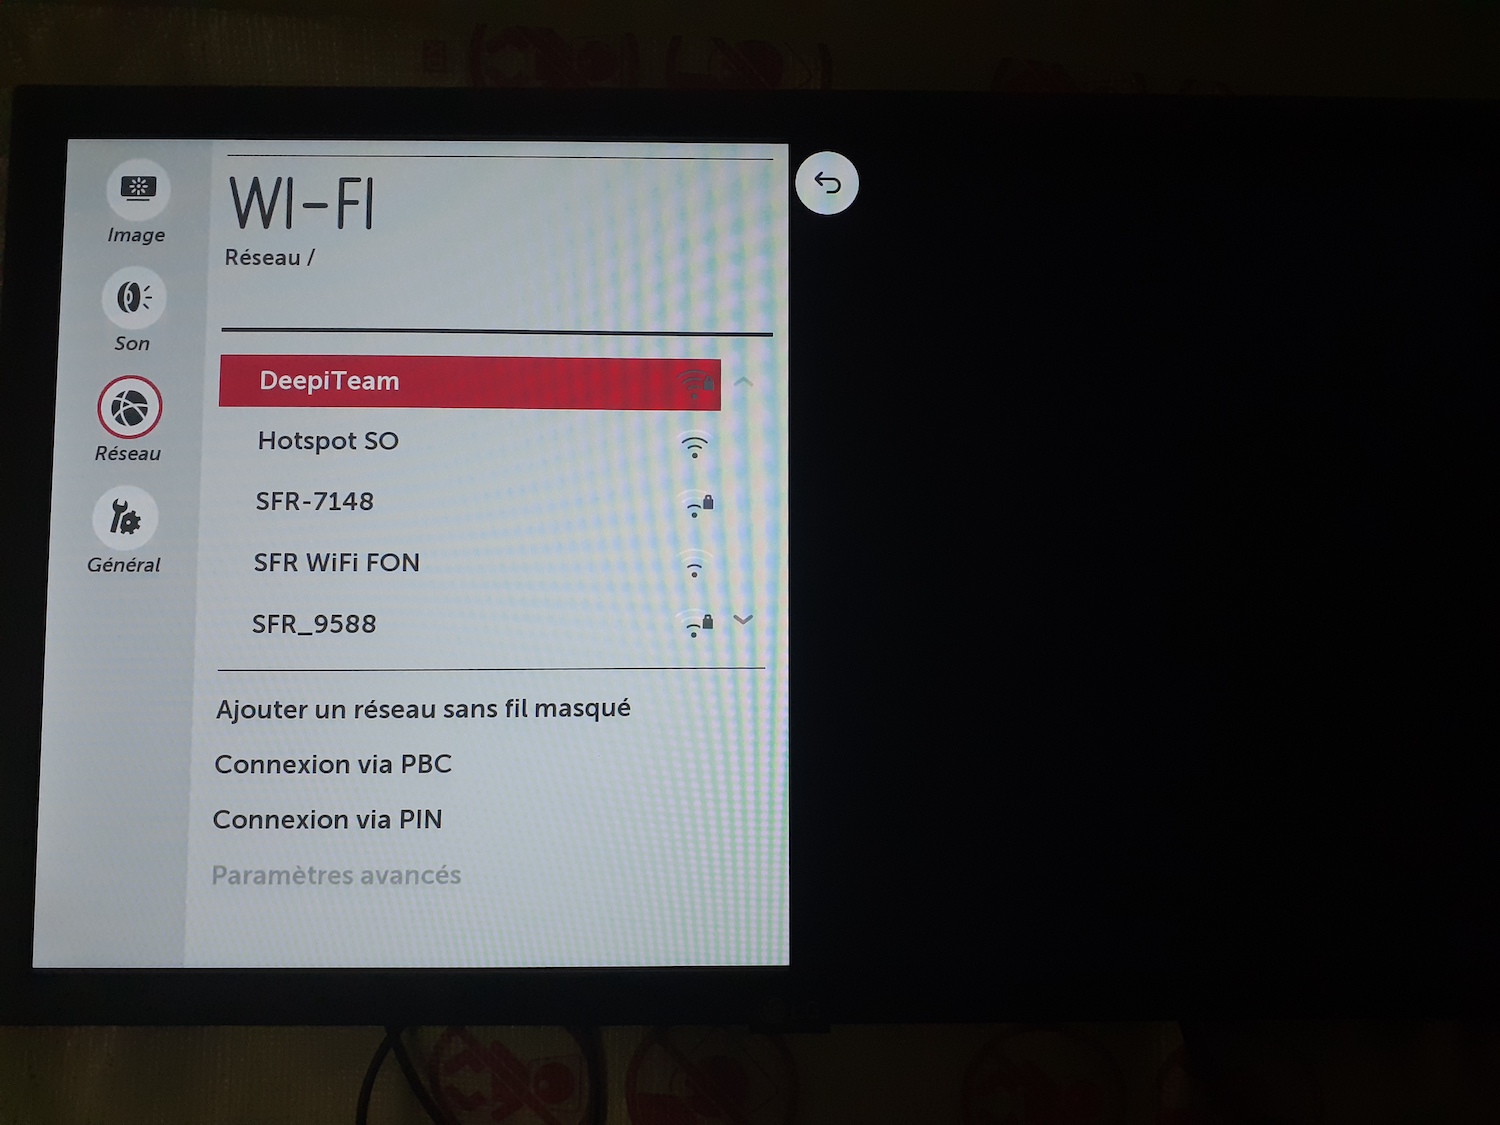 WI-FI
Réseau /
Image
Son
Réseau
Général
DeepiTeam
Hotspot SO
SFR-7148
SFR WiFi FON
SFR_9588
Ajouter un réseau sans fil masqué
Connexion via PBC
Connexion via PIN
Paramètres avancés